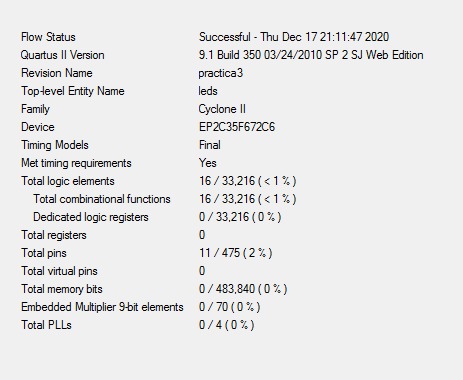 Flow Status Successful - Thu Dec 17 21:11:47 2020
Quartus II Version 9.1 Build 350 03/24/2010 SP 2 SJ Web Edition
Revision Name practica3
Top-level Entity Name leds
Family Cyclone II
Device EP2C35F672C6
Timing Models Final
Met timing requirements Yes
Total logic elements 16 / 33,216 ( < 1 % )
Total combinational functions 16 / 33,216 ( < 1 % )
Dedicated logic registers 0 / 33,216 ( 0 % )
Total registers 0
Total pins 11 / 475 ( 2 % )
Total virtual pins 0
Total memory bits 0 / 483,840 ( 0 % )
Embedded Multiplier 9-bit elements 0 / 70 ( 0 % )
Total PLLs 0 / 4 ( 0 % )